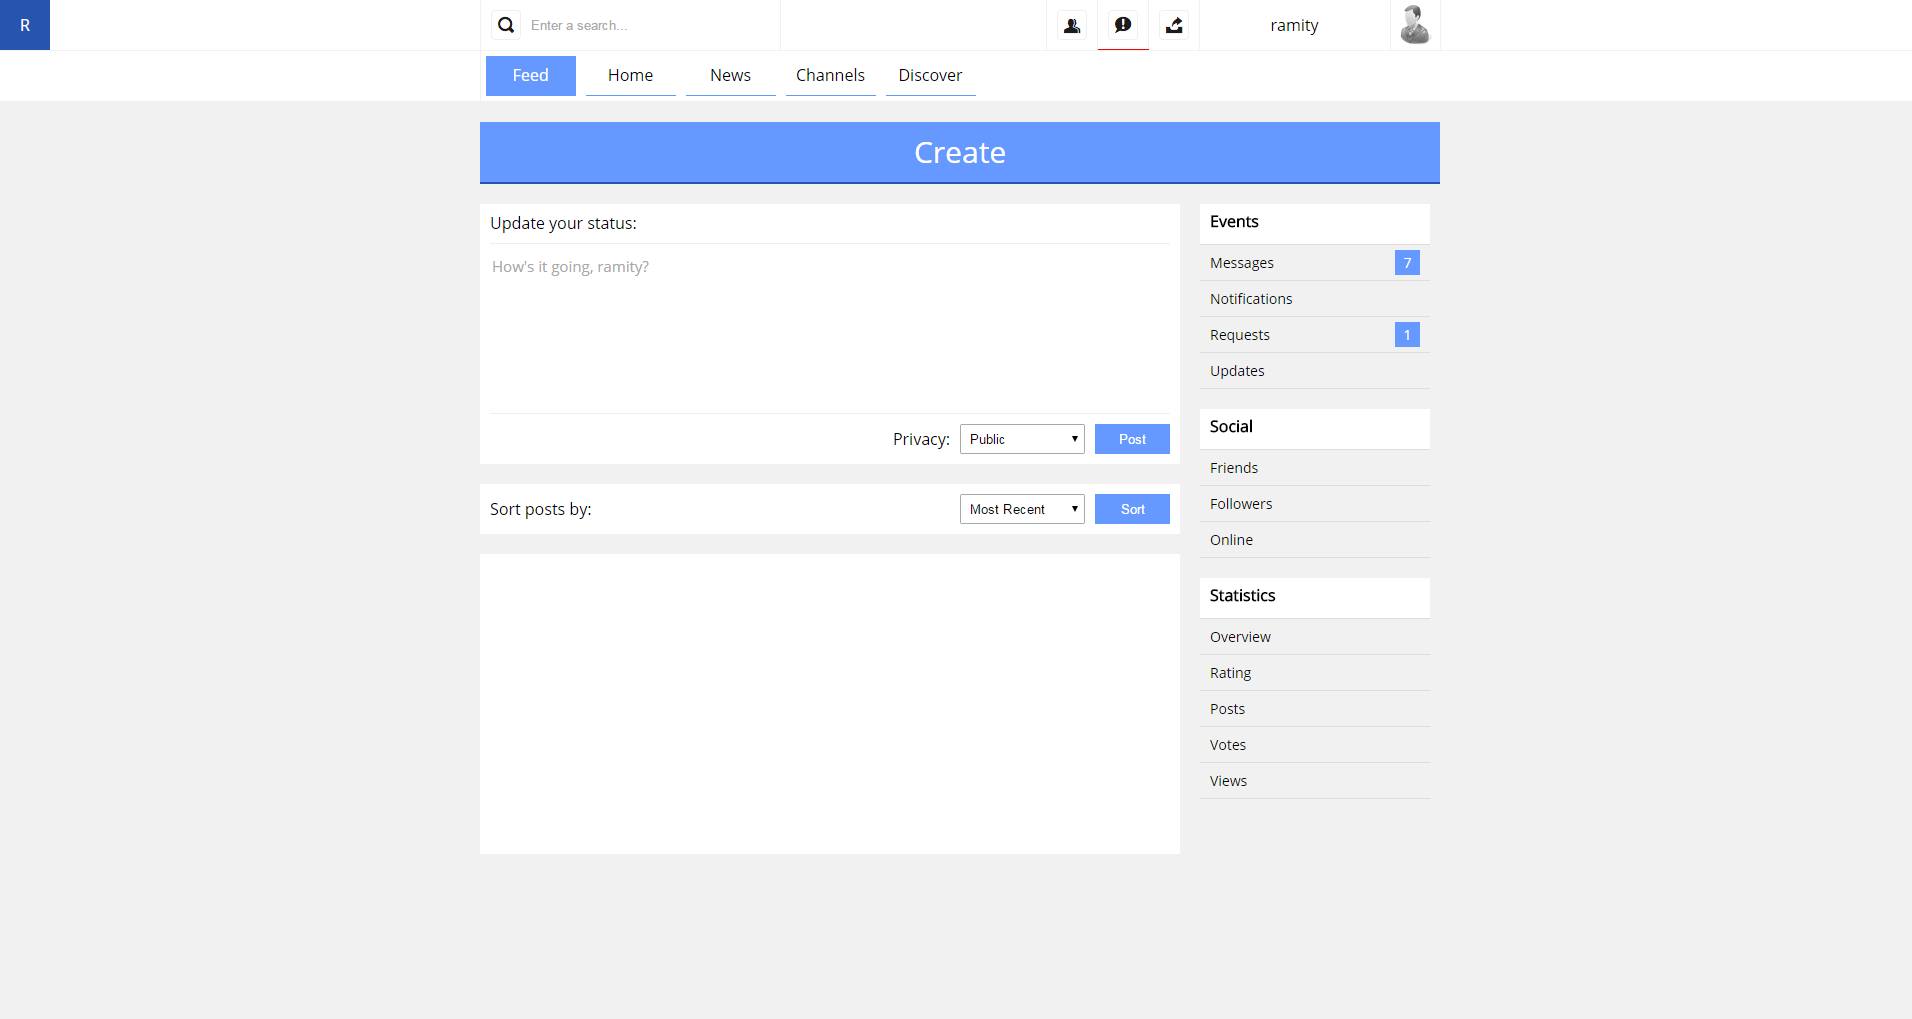 R
Enter a search...
ramity
Feed
Home
News
Channels
Discover
Create
Update your status:
How's it going, ramity?
Privacy:
Public
Post
Sort posts by:
Most Recent
Sort
Events
Messages
7
Notifications
Requests
1
Updates
Social
Friends
Followers
Online
Statistics
Overview
Rating
Posts
Votes
Views